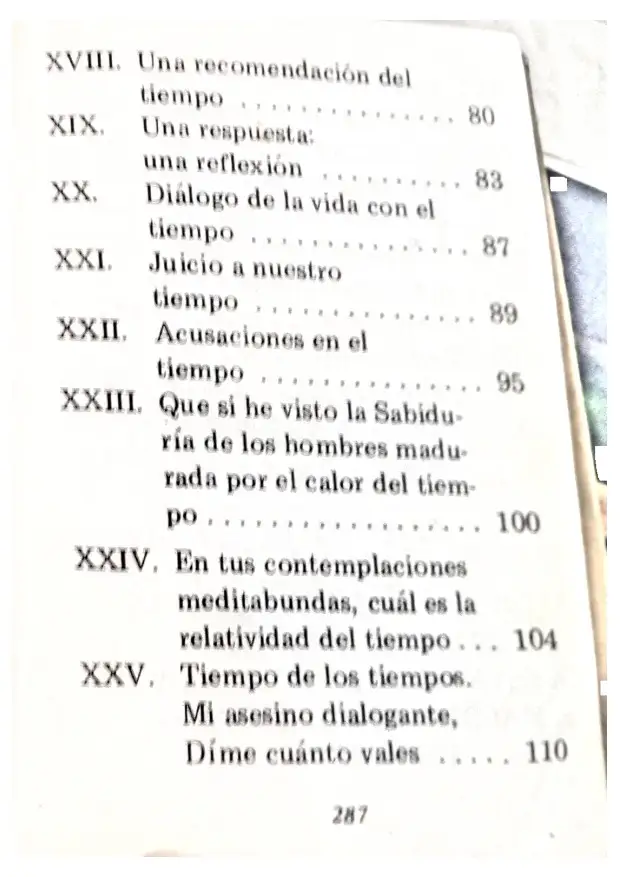 XVIII. Una recomendación del
tiempo ................ 80
XIX. Una respuesta:
una reflexión .......... 83
XX. Diálogo de la vida con el
tiempo ................ 87
XXI. Juicio a nuestro
tiempo ................ 89
XXII. Acusaciones en el
tiempo ................ 95
XXIII. Que si he visto la Sabidu-
ría de los hombres madu-
rada por el calor del tiem-
po ................... 100
XXIV. En tus contemplaciones
meditabundas, cuál es la
relatividad del tiempo ... 104
XXV. Tiempo de los tiempos.
Mi asesino dialogante,
Díme cuánto vales ..... 110
287